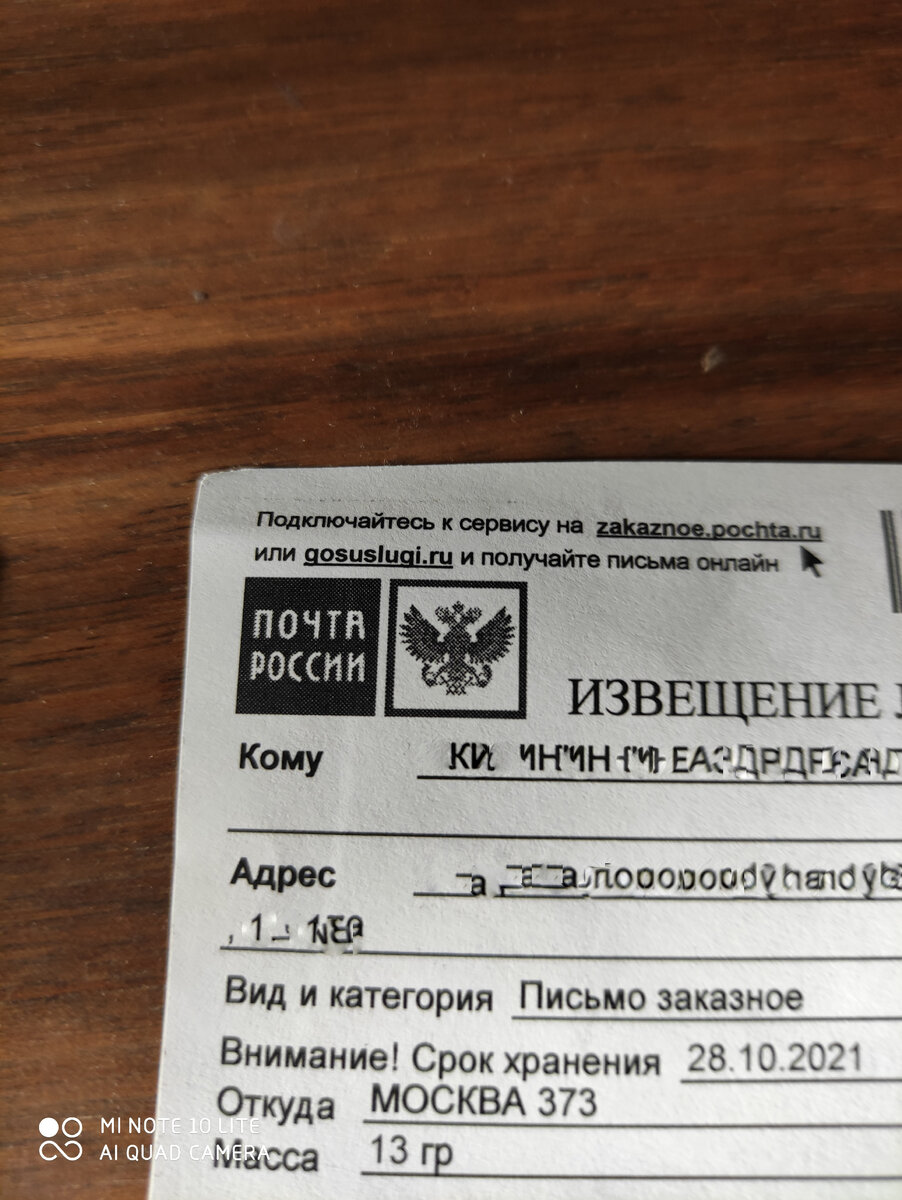 Подключайтесь к сервису на zakaznoe.pochta.ru
или gosuslugi.ru и получайте письма онлайн
ПОЧТА
РОССИИ
ИЗВЕЩЕНИЕ
Кому
Адрес
Вид и категория Письмо заказное
Внимание! Срок хранения 28.10.2021
Откуда МОСКВА 373
Масса 13 гр
MI NOTE 10 LITE
AI QUAD CAMERA